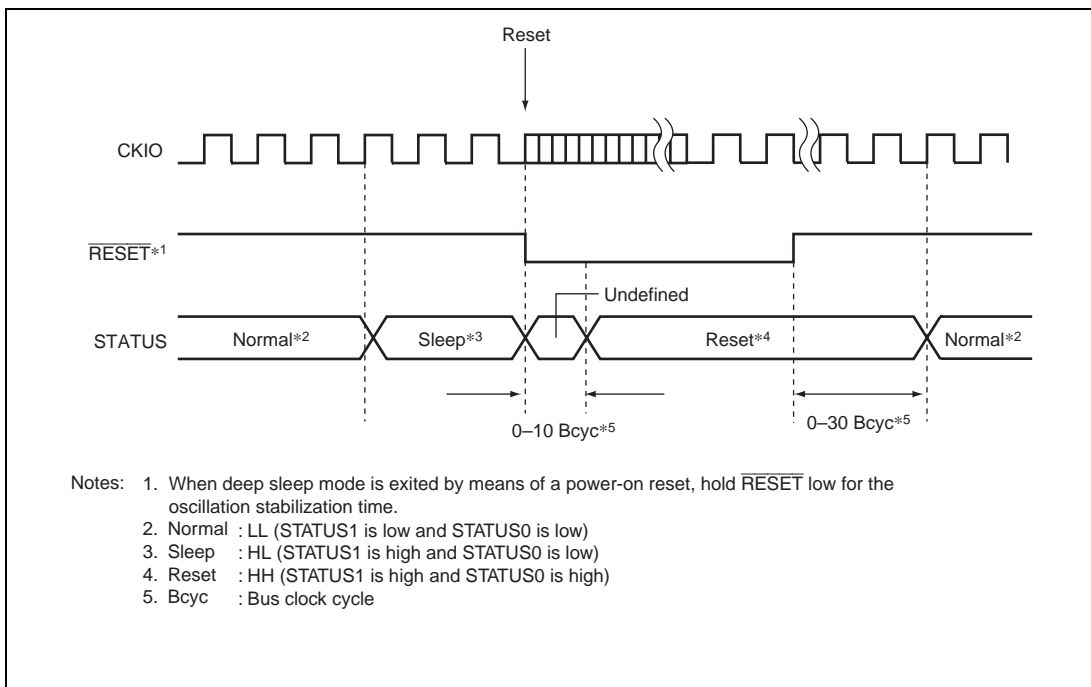 Reset
CKIO
RESET*1
Undefined
STATUS
Normal*2
Sleep*3
Reset*4
Normal*2
0–10 Bcyc*5
0–30 Bcyc*5
Notes: 1. When deep sleep mode is exited by means of a power-on reset, hold RESET low for the
oscillation stabilization time.
2. Normal : LL (STATUS1 is low and STATUS0 is low)
3. Sleep : HL (STATUS1 is high and STATUS0 is low)
4. Reset : HH (STATUS1 is high and STATUS0 is high)
5. Bcyc : Bus clock cycle